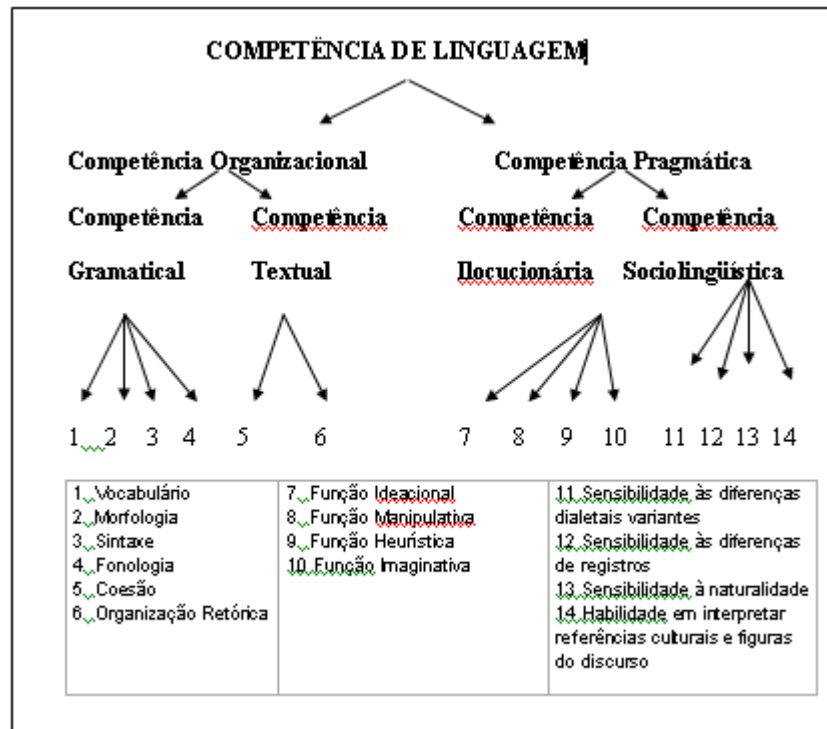 COMPETÊNCIA DE LINGUAGEM
Competência Organizacional Competência Pragmática
Competência Competência Competência Competência
Gramatical Textual Ilocucionária Sociolingüística
1 2 3 4 5 6 7 8 9 10 11 12 13 14
1 Vocabulário
2 Morfologia
3 Sintaxe
4 Fonologia
5 Coesão
6 Organização Retórica
7 Função Ideacional
8 Função Manipulativa
9 Função Heurística
10 Função Imaginativa
11 Sensibilidade às diferenças
dialetais variantes
12 Sensibilidade às diferenças
de registros
13 Sensibilidade à naturalidade
14 Habilidade em interpretar
referências culturais e figuras
do discurso